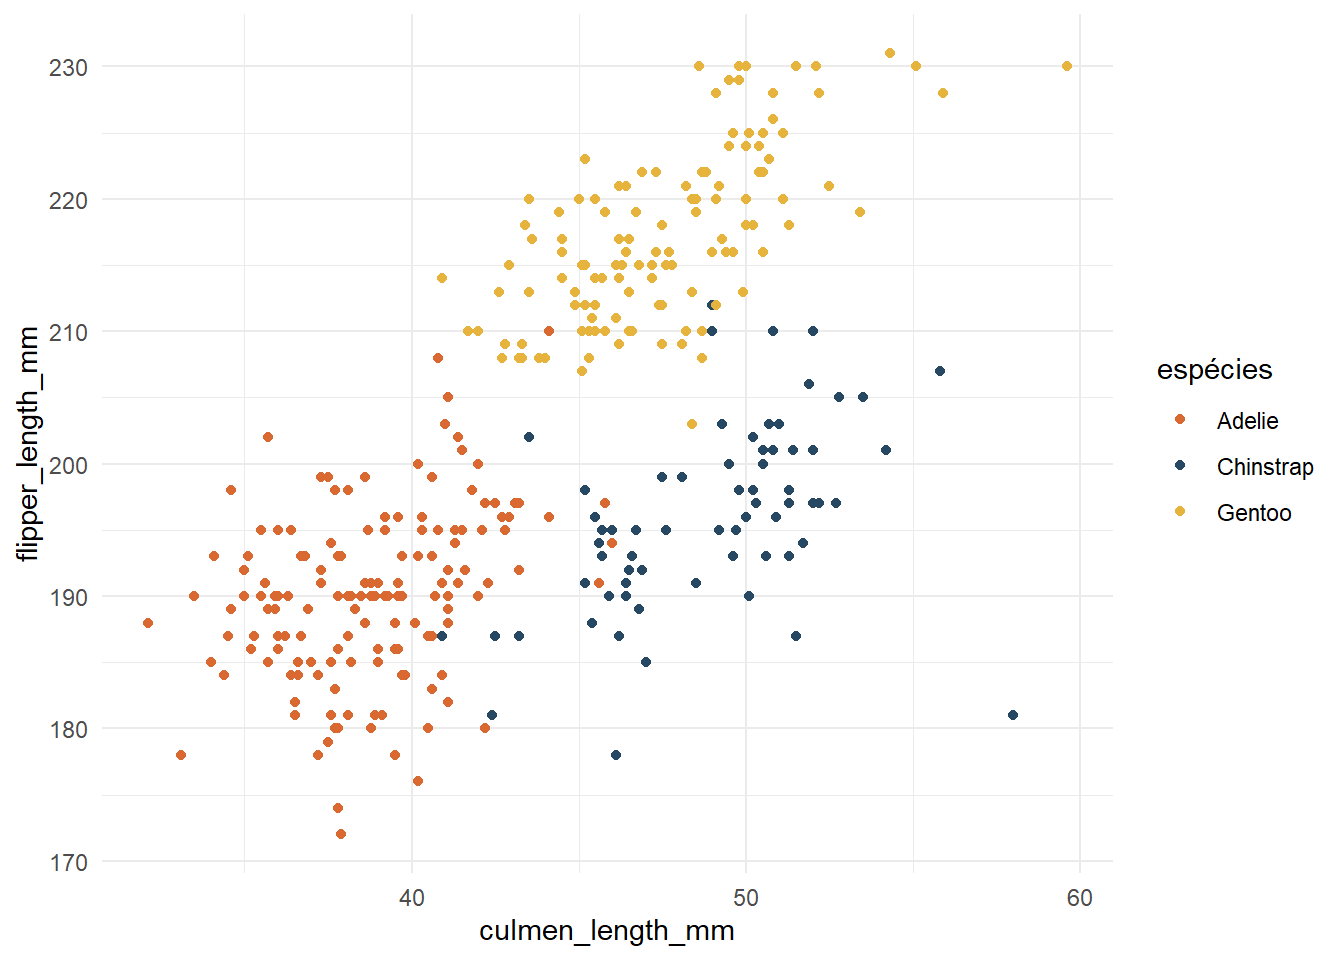 230
220
210
200
190
180
170
flipper_length_mm
40
50
60
culmen_length_mm
espécies
Adelie
Chinstrap
Gentoo